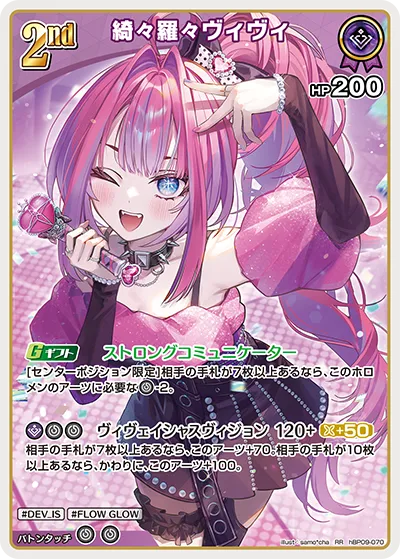 2nd
綺々羅々ヴィヴィ
HP200
Gギフト ストロングコミュニケーター
[センターポジション限定]相手の手札が7枚以上あるなら、このホロ
メンのアーツに必要な-2。
ヴィヴェイシャスヴィジョン 120+ +50
相手の手札が7枚以上あるなら、このアーツ+70。相手の手札が10枚
以上あるなら、かわりに、このアーツ+100。
#DEV_IS #FLOW GLOW
バトンタッチ
illust: samo*cha RR hBP09-070